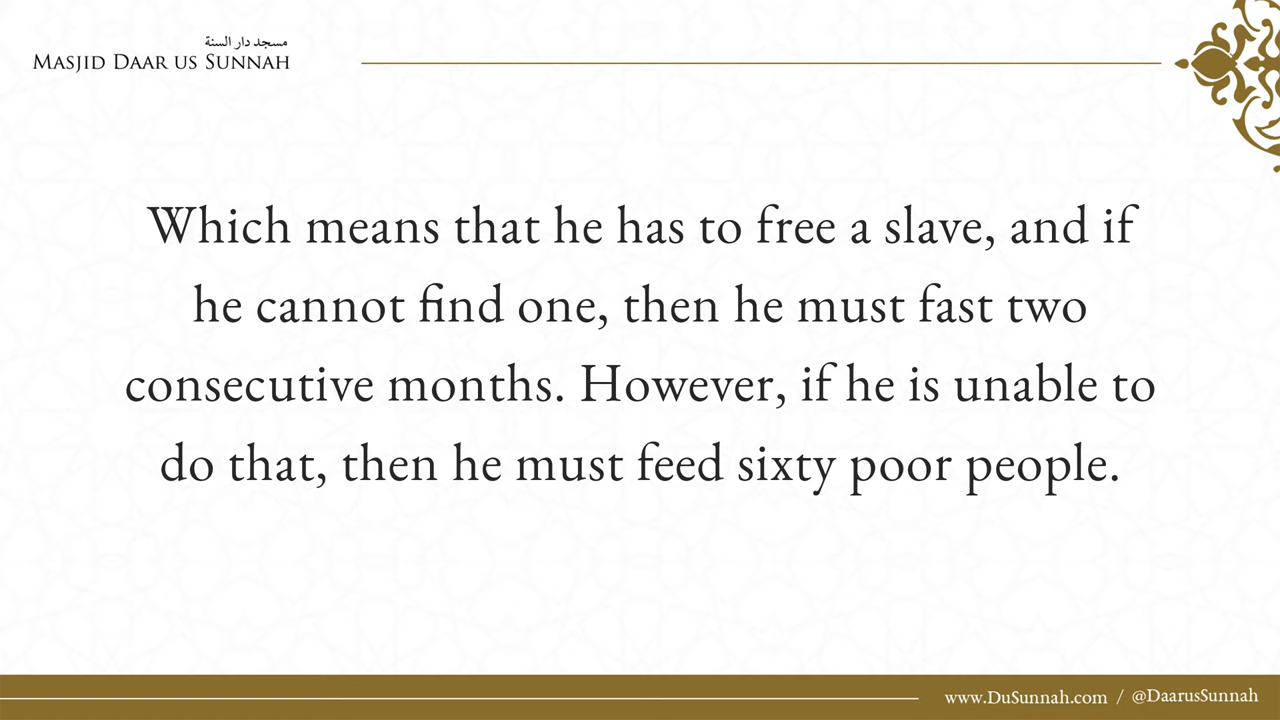 مسجد دار السنة
Masjid Daar us Sunnah
Which means that he has to free a slave, and if
he cannot find one, then he must fast two
consecutive months. However, if he is unable to
do that, then he must feed sixty poor people.
www.DuSunnah.com / @DaarusSunnah